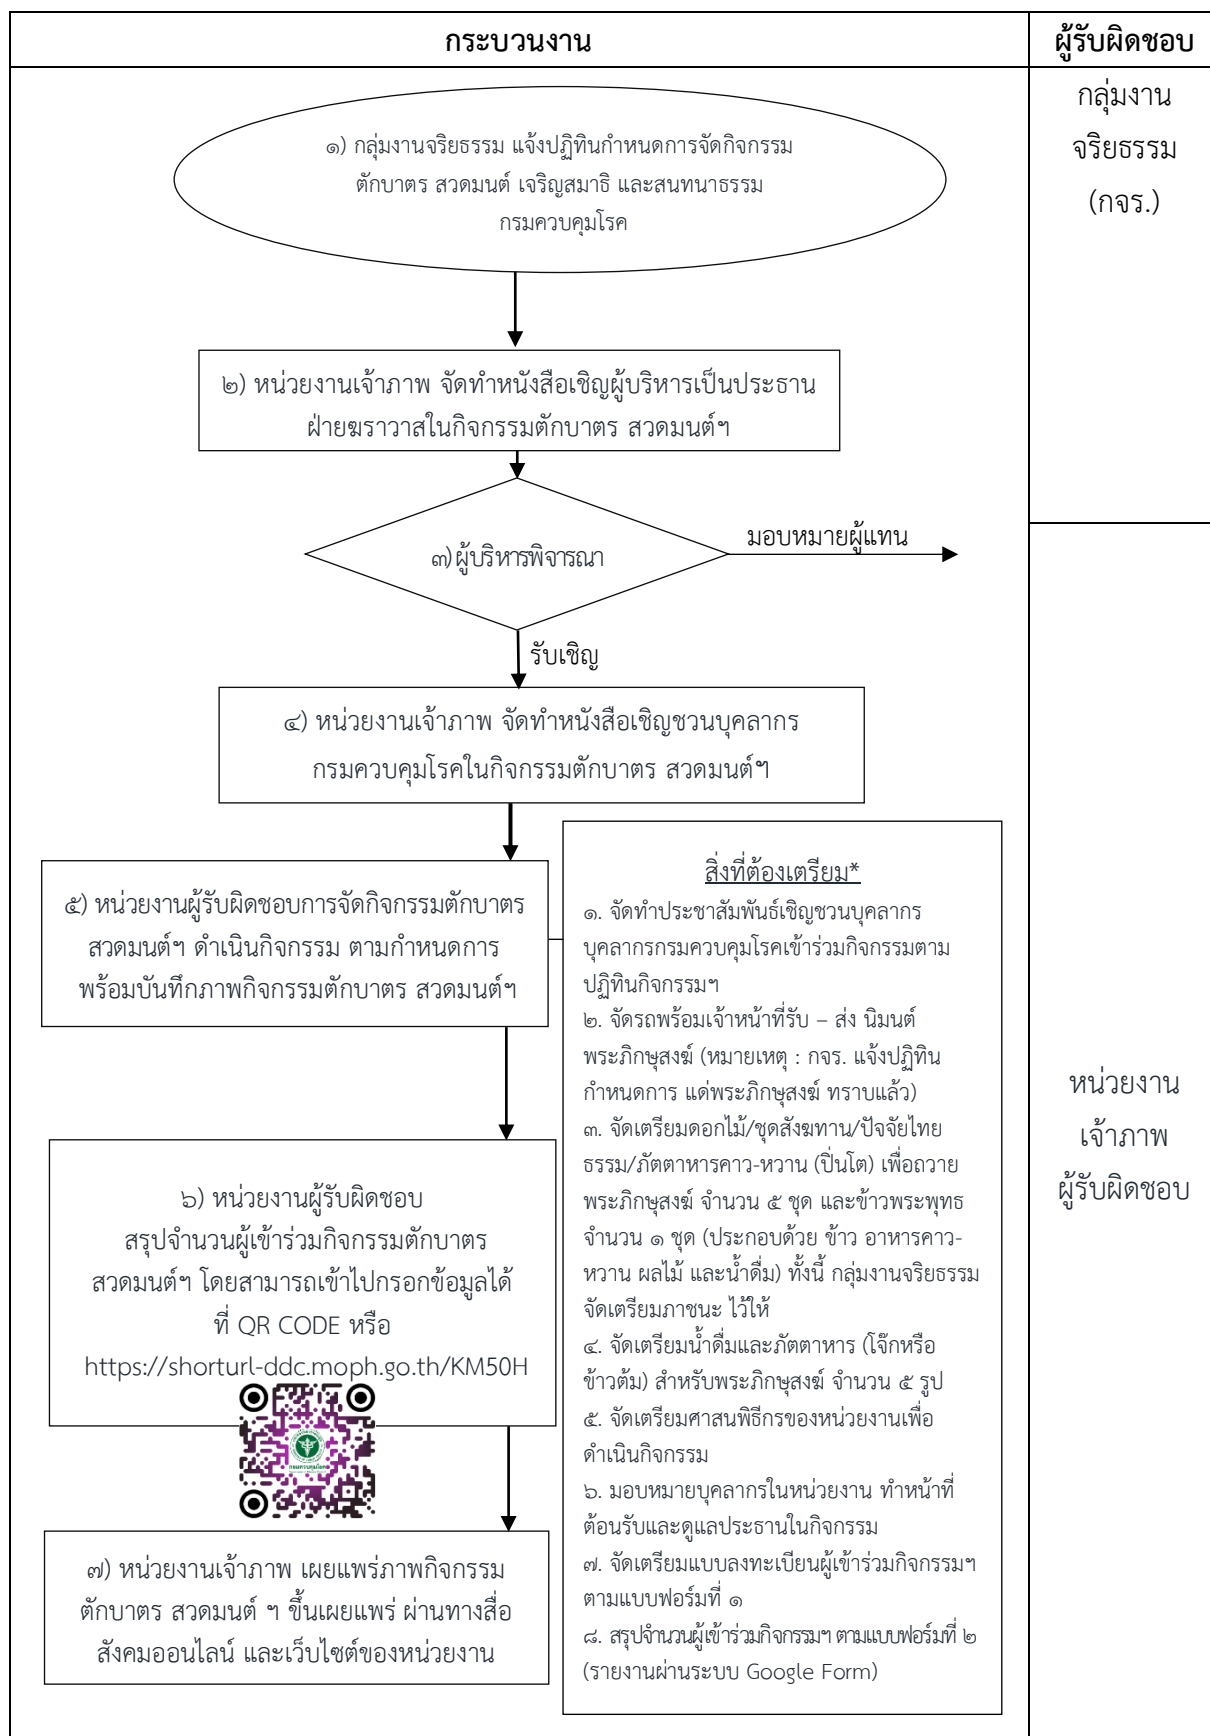 กระบวนงาน
ผู้รับผิดชอบ
๑) กลุ่มงานจริยธรรม แจ้งปฏิทินกำหนดการจัดกิจกรรม
ตักบาตร สวดมนต์ เจริญสมาธิ และสนทนาธรรม
กรมควบคุมโรค
กลุ่มงาน
จริยธรรม
(กจร.)
๒) หน่วยงานเจ้าภาพ จัดทำหนังสือเชิญผู้บริหารเป็นประธาน
ฝ่ายฆราวาสในกิจกรรมตักบาตร สวดมนต์ฯ
๓) ผู้บริหารพิจารณา
มอบหมายผู้แทน
รับเชิญ
๔) หน่วยงานเจ้าภาพ จัดทำหนังสือเชิญชวนบุคลากร
กรมควบคุมโรคในกิจกรรมตักบาตร สวดมนต์ฯ
๕) หน่วยงานผู้รับผิดชอบการจัดกิจกรรมตักบาตร
สวดมนต์ฯ ดำเนินกิจกรรม ตามกำหนดการ
พร้อมบันทึกภาพกิจกรรมตักบาตร สวดมนต์ฯ
สิ่งที่ต้องเตรียม*
๑. จัดทำประชาสัมพันธ์เชิญชวนบุคลากร
บุคลากรกรมควบคุมโรคเข้าร่วมกิจกรรมตาม
ปฏิทินกิจกรรมฯ
๒. จัดรถพร้อมเจ้าหน้าที่รับ – ส่ง นิมนต์
พระภิกษุสงฆ์ (หมายเหตุ : กจร. แจ้งปฏิทิน
กำหนดการ แด่พระภิกษุสงฆ์ ทราบแล้ว)
๓. จัดเตรียมดอกไม้/ชุดสังฆทาน/ปัจจัยไทย
ธรรม/ภัตตาหารคาว-หวาน (ปิ่นโต) เพื่อถวาย
พระภิกษุสงฆ์ จำนวน ๕ ชุด และข้าวพระพุทธ
จำนวน ๑ ชุด (ประกอบด้วย ข้าว อาหารคาว-
หวาน ผลไม้ และน้ำดื่ม) ทั้งนี้ กลุ่มงานจริยธรรม
จัดเตรียมภาชนะ ไว้ให้
๔. จัดเตรียมน้ำดื่มและภัตตาหาร (โจ๊กหรือ
ข้าวต้ม) สำหรับพระภิกษุสงฆ์ จำนวน ๕ รูป
๕. จัดเตรียมศาสนพิธีกรของหน่วยงานเพื่อ
ดำเนินกิจกรรม
๖. มอบหมายบุคลากรในหน่วยงาน ทำหน้าที่
ต้อนรับและดูแลประธานในกิจกรรม
๗. จัดเตรียมแบบลงทะเบียนผู้เข้าร่วมกิจกรรมฯ
ตามแบบฟอร์มที่ ๑
๘. สรุปจำนวนผู้เข้าร่วมกิจกรรมฯ ตามแบบฟอร์มที่ ๒
(รายงานผ่านระบบ Google Form)
หน่วยงาน
เจ้าภาพ
ผู้รับผิดชอบ
๖) หน่วยงานผู้รับผิดชอบ
สรุปจำนวนผู้เข้าร่วมกิจกรรมตักบาตร
สวดมนต์ฯ โดยสามารถเข้าไปกรอกข้อมูลได้
ที่ QR CODE หรือ
https://shorturl-ddc.moph.go.th/KM50H
กรมควบคุมโรค
๗) หน่วยงานเจ้าภาพ เผยแพร่ภาพกิจกรรม
ตักบาตร สวดมนต์ ฯ ขึ้นเผยแพร่ ผ่านทางสื่อ
สังคมออนไลน์ และเว็บไซต์ของหน่วยงาน